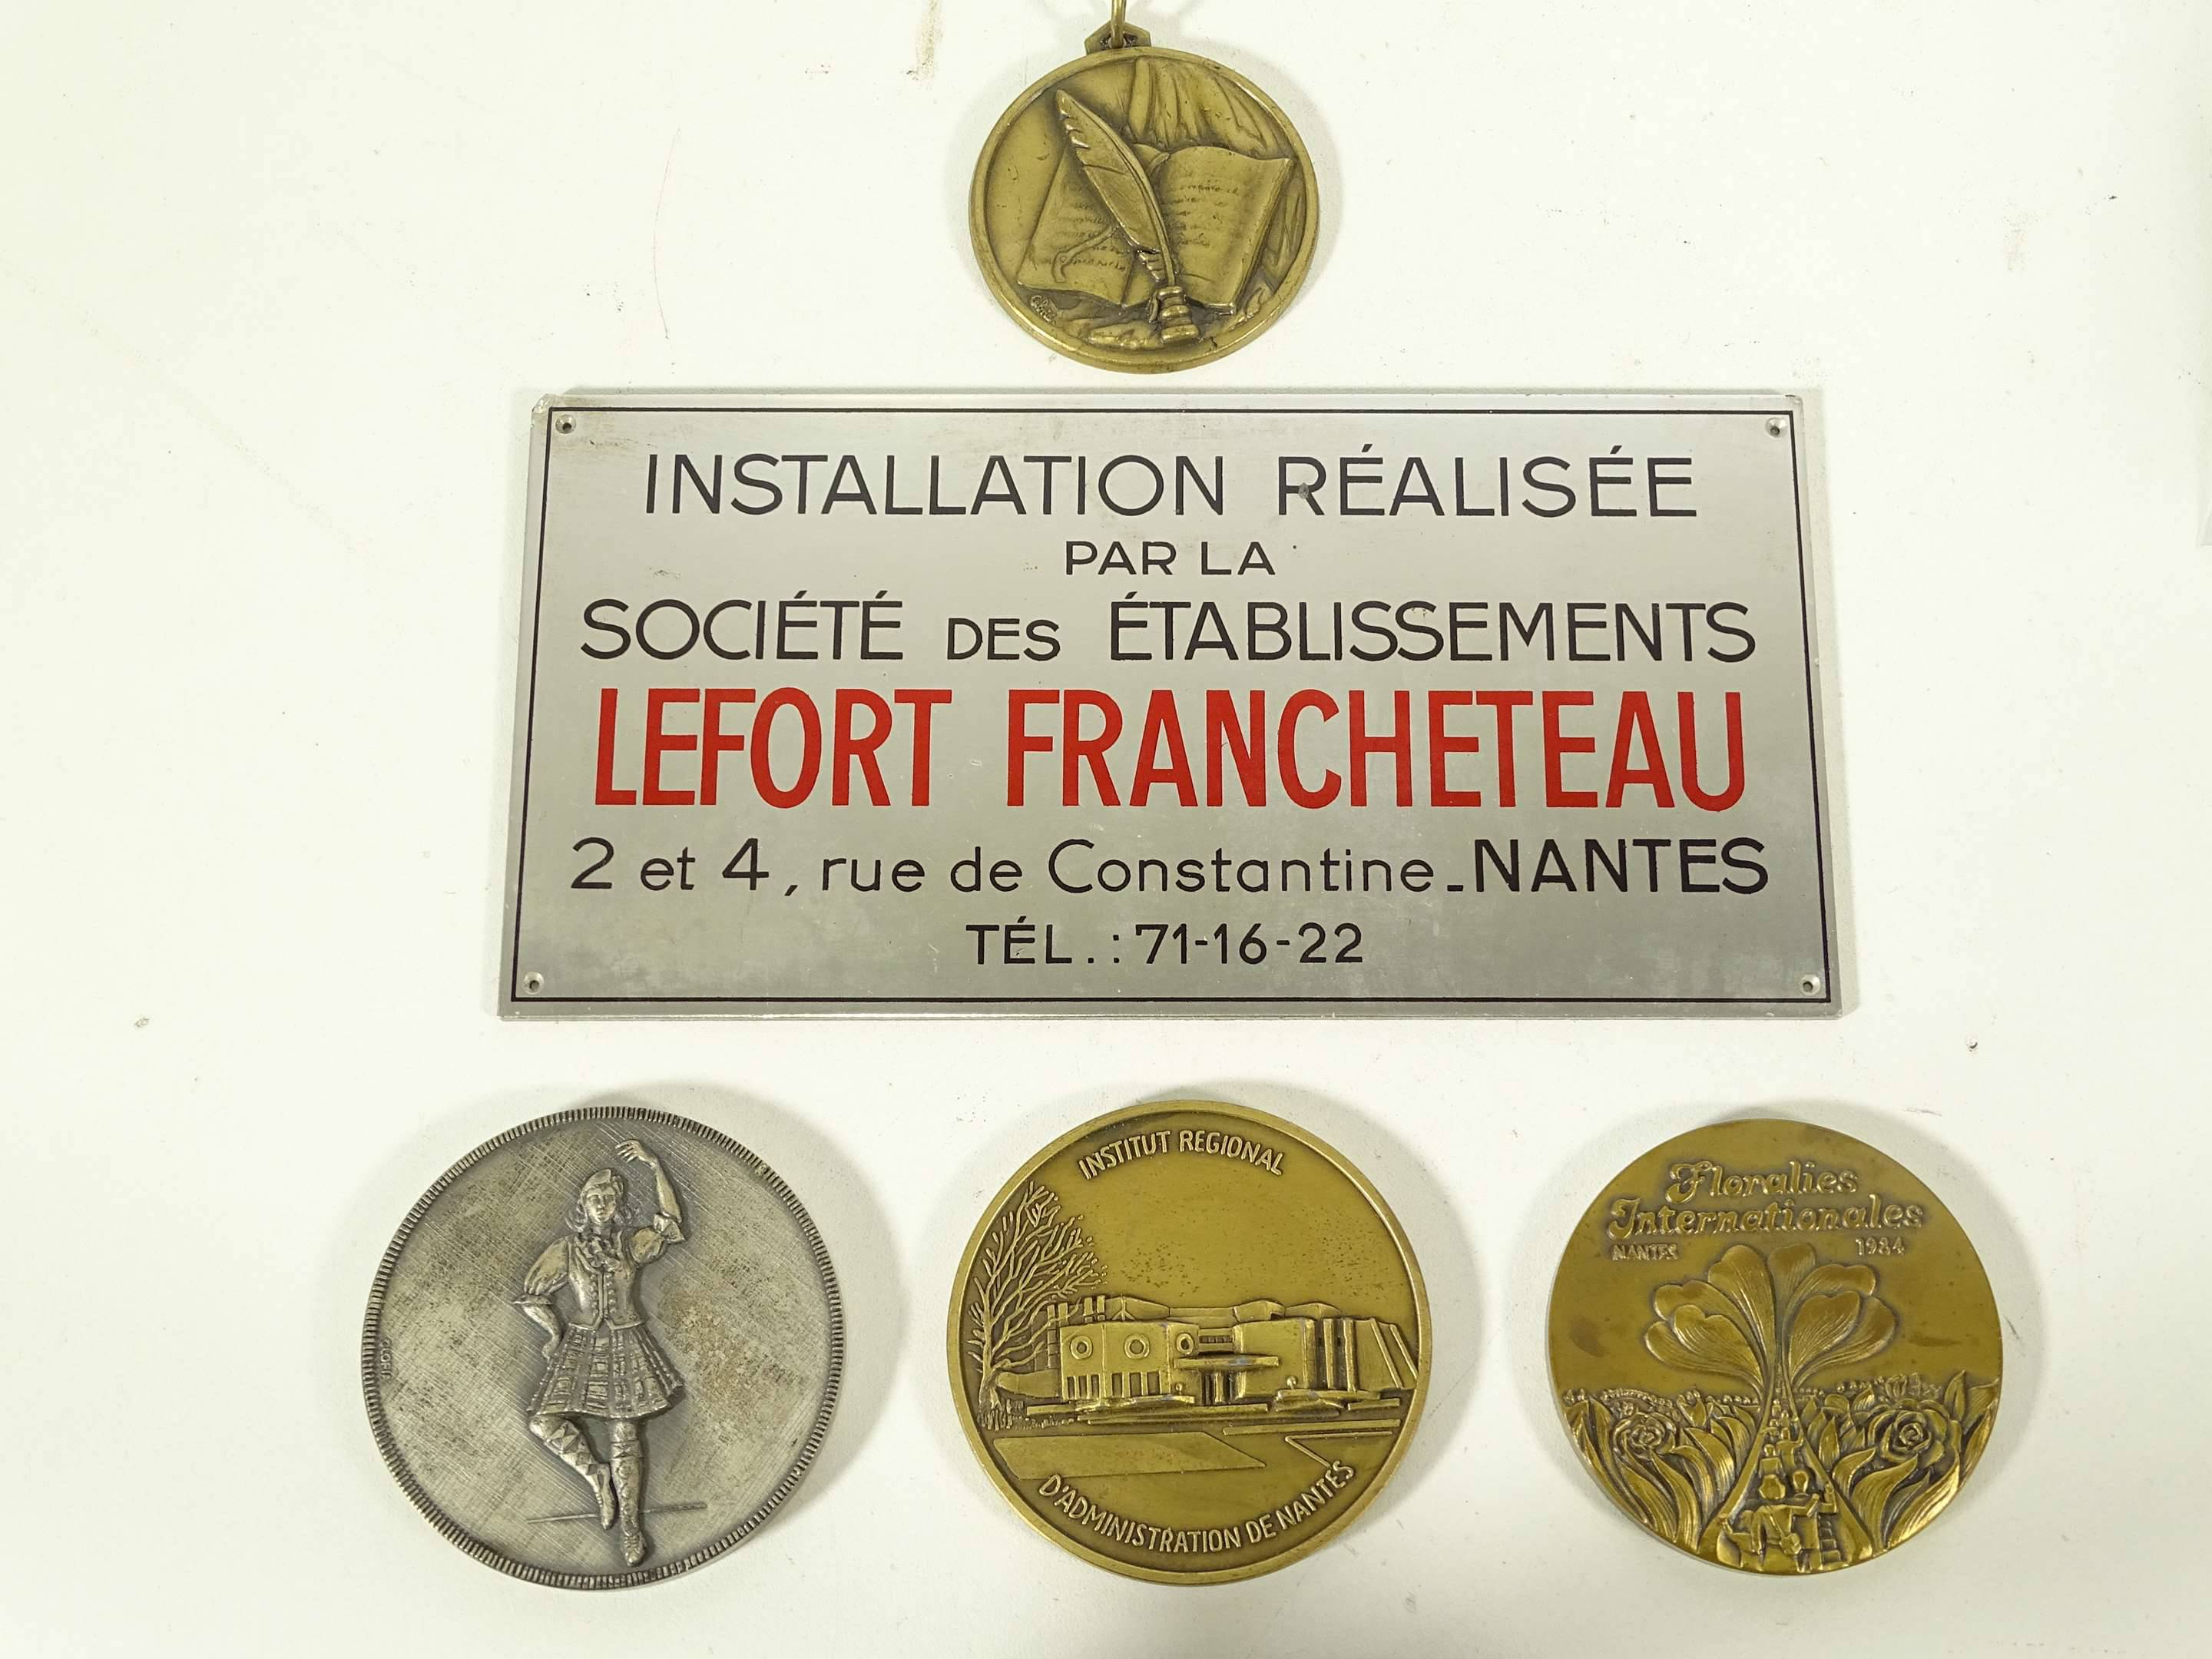 INSTALLATION RÉALISÉE
PAR LA
SOCIÉTÉ DES ÉTABLISSEMENTS
LEFORT FRANCHETEAU
2 et 4, rue de Constantine_NANTES
TÉL.: 71-16-22
INSTITUT REGIONAL
D'ADMINISTRATION DE NANTES
Floralies
Internationales
NANTES 1984